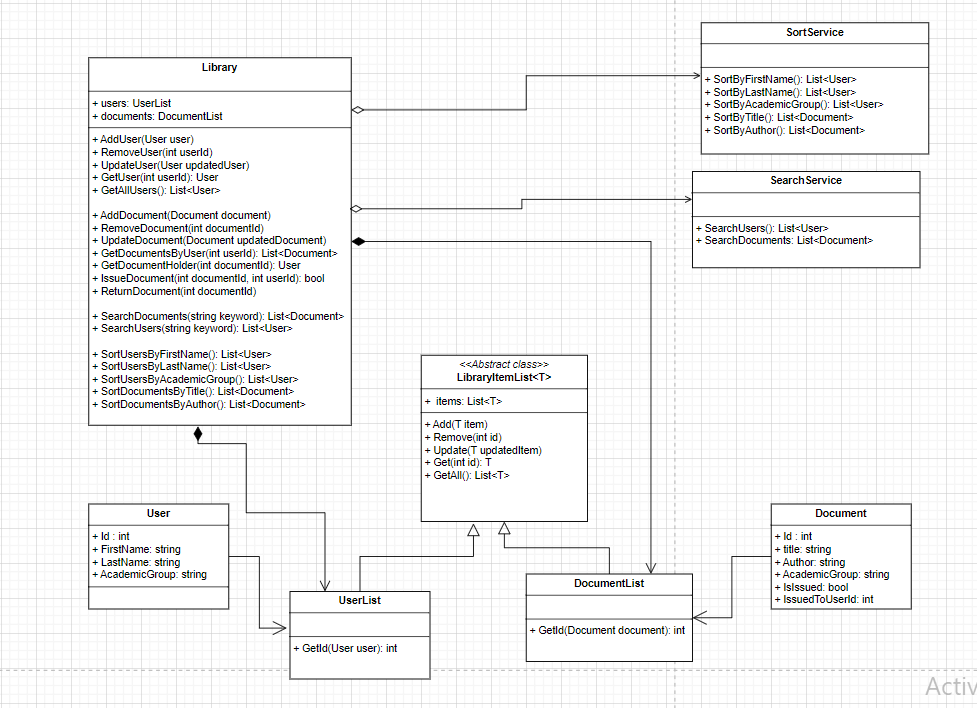 Library
+ users: UserList
+ documents: DocumentList
+ AddUser(User user)
+ RemoveUser(int userId)
+ UpdateUser(User updatedUser)
+ GetUser(int userId): User
+ GetAllUsers(): List<User>
+ AddDocument(Document document)
+ RemoveDocument(int documentId)
+ UpdateDocument(Document updatedDocument)
+ GetDocumentsByUser(int userId): List<Document>
+ GetDocumentHolder(int documentId): User
+ IssueDocument(int documentId, int userId): bool
+ ReturnDocument(int documentId)
+ SearchDocuments(string keyword): List<Document>
+ SearchUsers(string keyword): List<User>
+ SortUsersByFirstName(): List<User>
+ SortUsersByLastName(): List<User>
+ SortUsersByAcademicGroup(): List<User>
+ SortDocumentsByTitle(): List<Document>
+ SortDocumentsByAuthor(): List<Document>
SortService
+ SortByFirstName(): List<User>
+ SortByLastName(): List<User>
+ SortByAcademicGroup(): List<User>
+ SortByTitle(): List<Document>
+ SortByAuthor(): List<Document>
SearchService
+ SearchUsers(): List<User>
+ SearchDocuments: List<Document>
<<Abstract class>>
LibraryItemList<T>
+ items: List<T>
+ Add(T item)
+ Remove(int id)
+ Update(T updatedItem)
+ Get(int id): T
+ GetAll(): List<T>
User
+ Id : int
+ FirstName: string
+ LastName: string
+ AcademicGroup: string
UserList
+ GetId(User user): int
DocumentList
+ GetId(Document document): int
Document
+ Id : int
+ title: string
+ Author: string
+ AcademicGroup: string
+ IsIssued: bool
+ IssuedToUserId: int
Activ